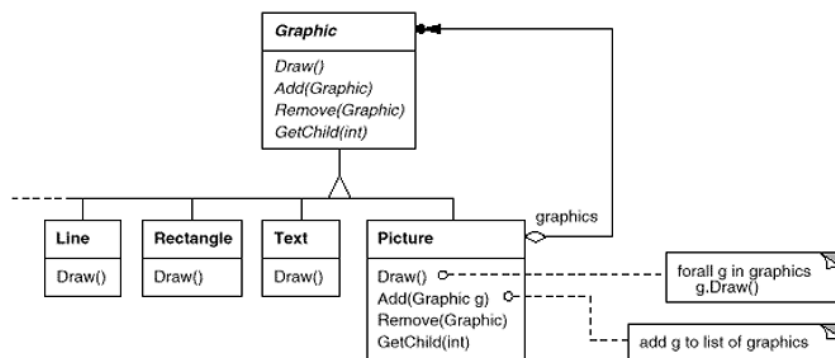 Graphic
Draw()
Add(Graphic)
Remove(Graphic)
GetChild(int)
graphics
Line
Draw()
Rectangle
Draw()
Text
Draw()
Picture
Draw()
Add(Graphic g)
Remove(Graphic)
GetChild(int)
forall g in graphics
g.Draw()
add g to list of graphics